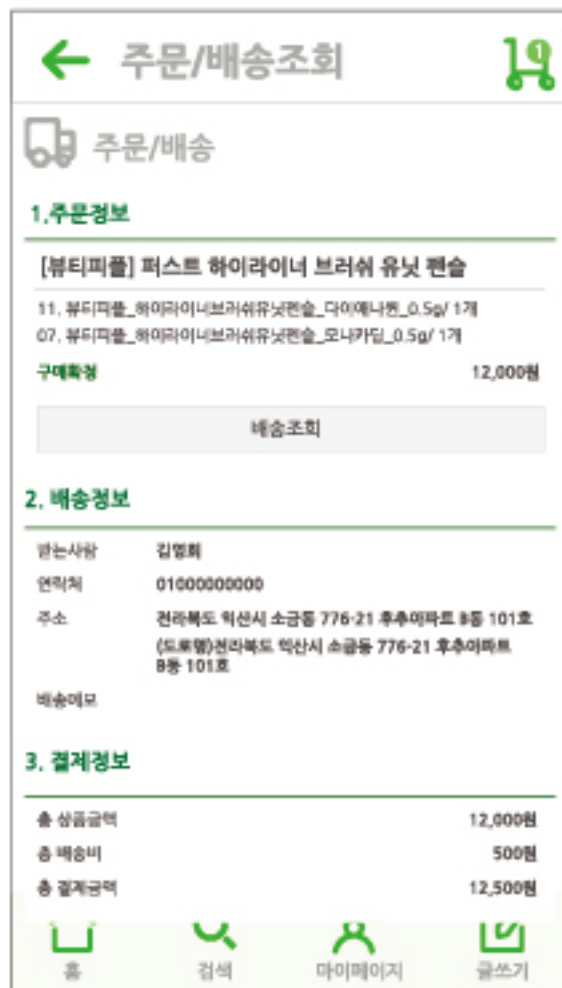 주문/배송조회
1
주문/배송
1.주문정보
[뷰티피플] 퍼스트 하이라이너 브러쉬 유닛 펜슬
11. 뷰티피플_하이라이너브러쉬유닛펜슬_다이애나퀸_0.5g/ 1개
07. 뷰티피플_하이라이너브러쉬유닛펜슬_모나카딥_0.5g/ 1개
구매확정 12,000원
배송조회
2. 배송정보
받는사람 김영희
연락처 01000000000
주소 전라북도 익산시 소금동 776-21 후추아파트 B동 101호
(도로명)전라북도 익산시 소금동 776-21 후추아파트
B동 101호
배송메모
3. 결제정보
총 상품금액 12,000원
총 배송비 500원
총 결제금액 12,500원
홈 검색 마이페이지 글쓰기